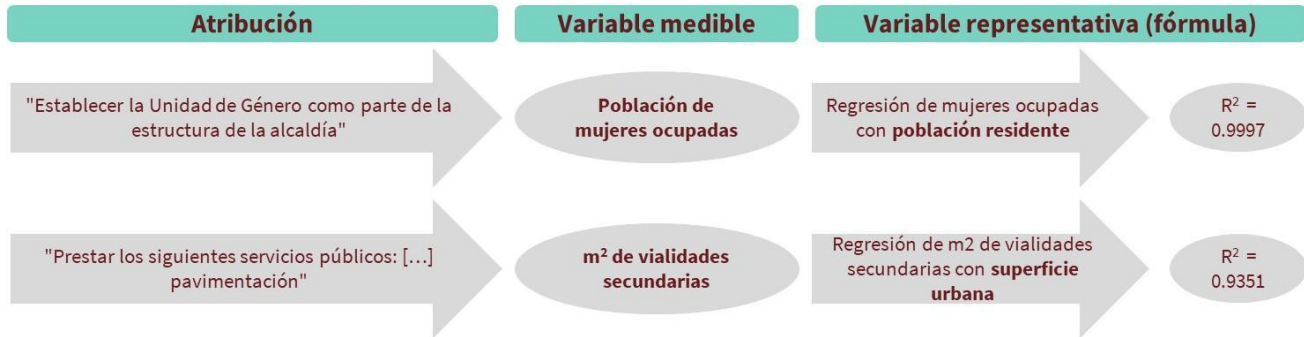 Atribución
Variable medible
Variable representativa (fórmula)
"Establecer la Unidad de Género como parte de la
estructura de la alcaldía"
Población de
mujeres ocupadas
Regresión de mujeres ocupadas
con población residente
R² =
0.9997
"Prestar los siguientes servicios públicos: […]
pavimentación"
m² de vialidades
secundarias
Regresión de m2 de vialidades
secundarias con superficie
urbana
R² =
0.9351